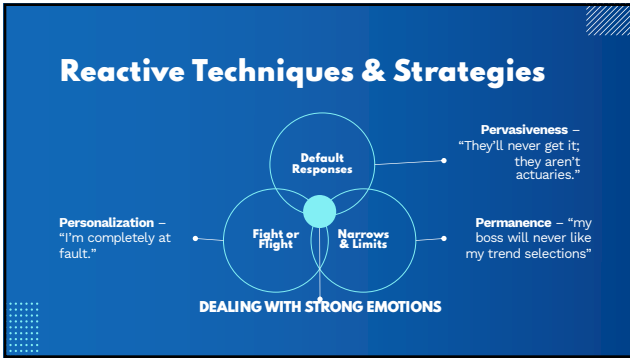 Reactive Techniques & Strategies
Default
Responses
Pervasiveness –
“They’ll never get it;
they aren’t
actuaries.”
Personalization –
“I’m completely at
fault.”
Fight or
Flight
Narrows
& Limits
Permanence – “my
boss will never like
my trend selections”
DEALING WITH STRONG EMOTIONS